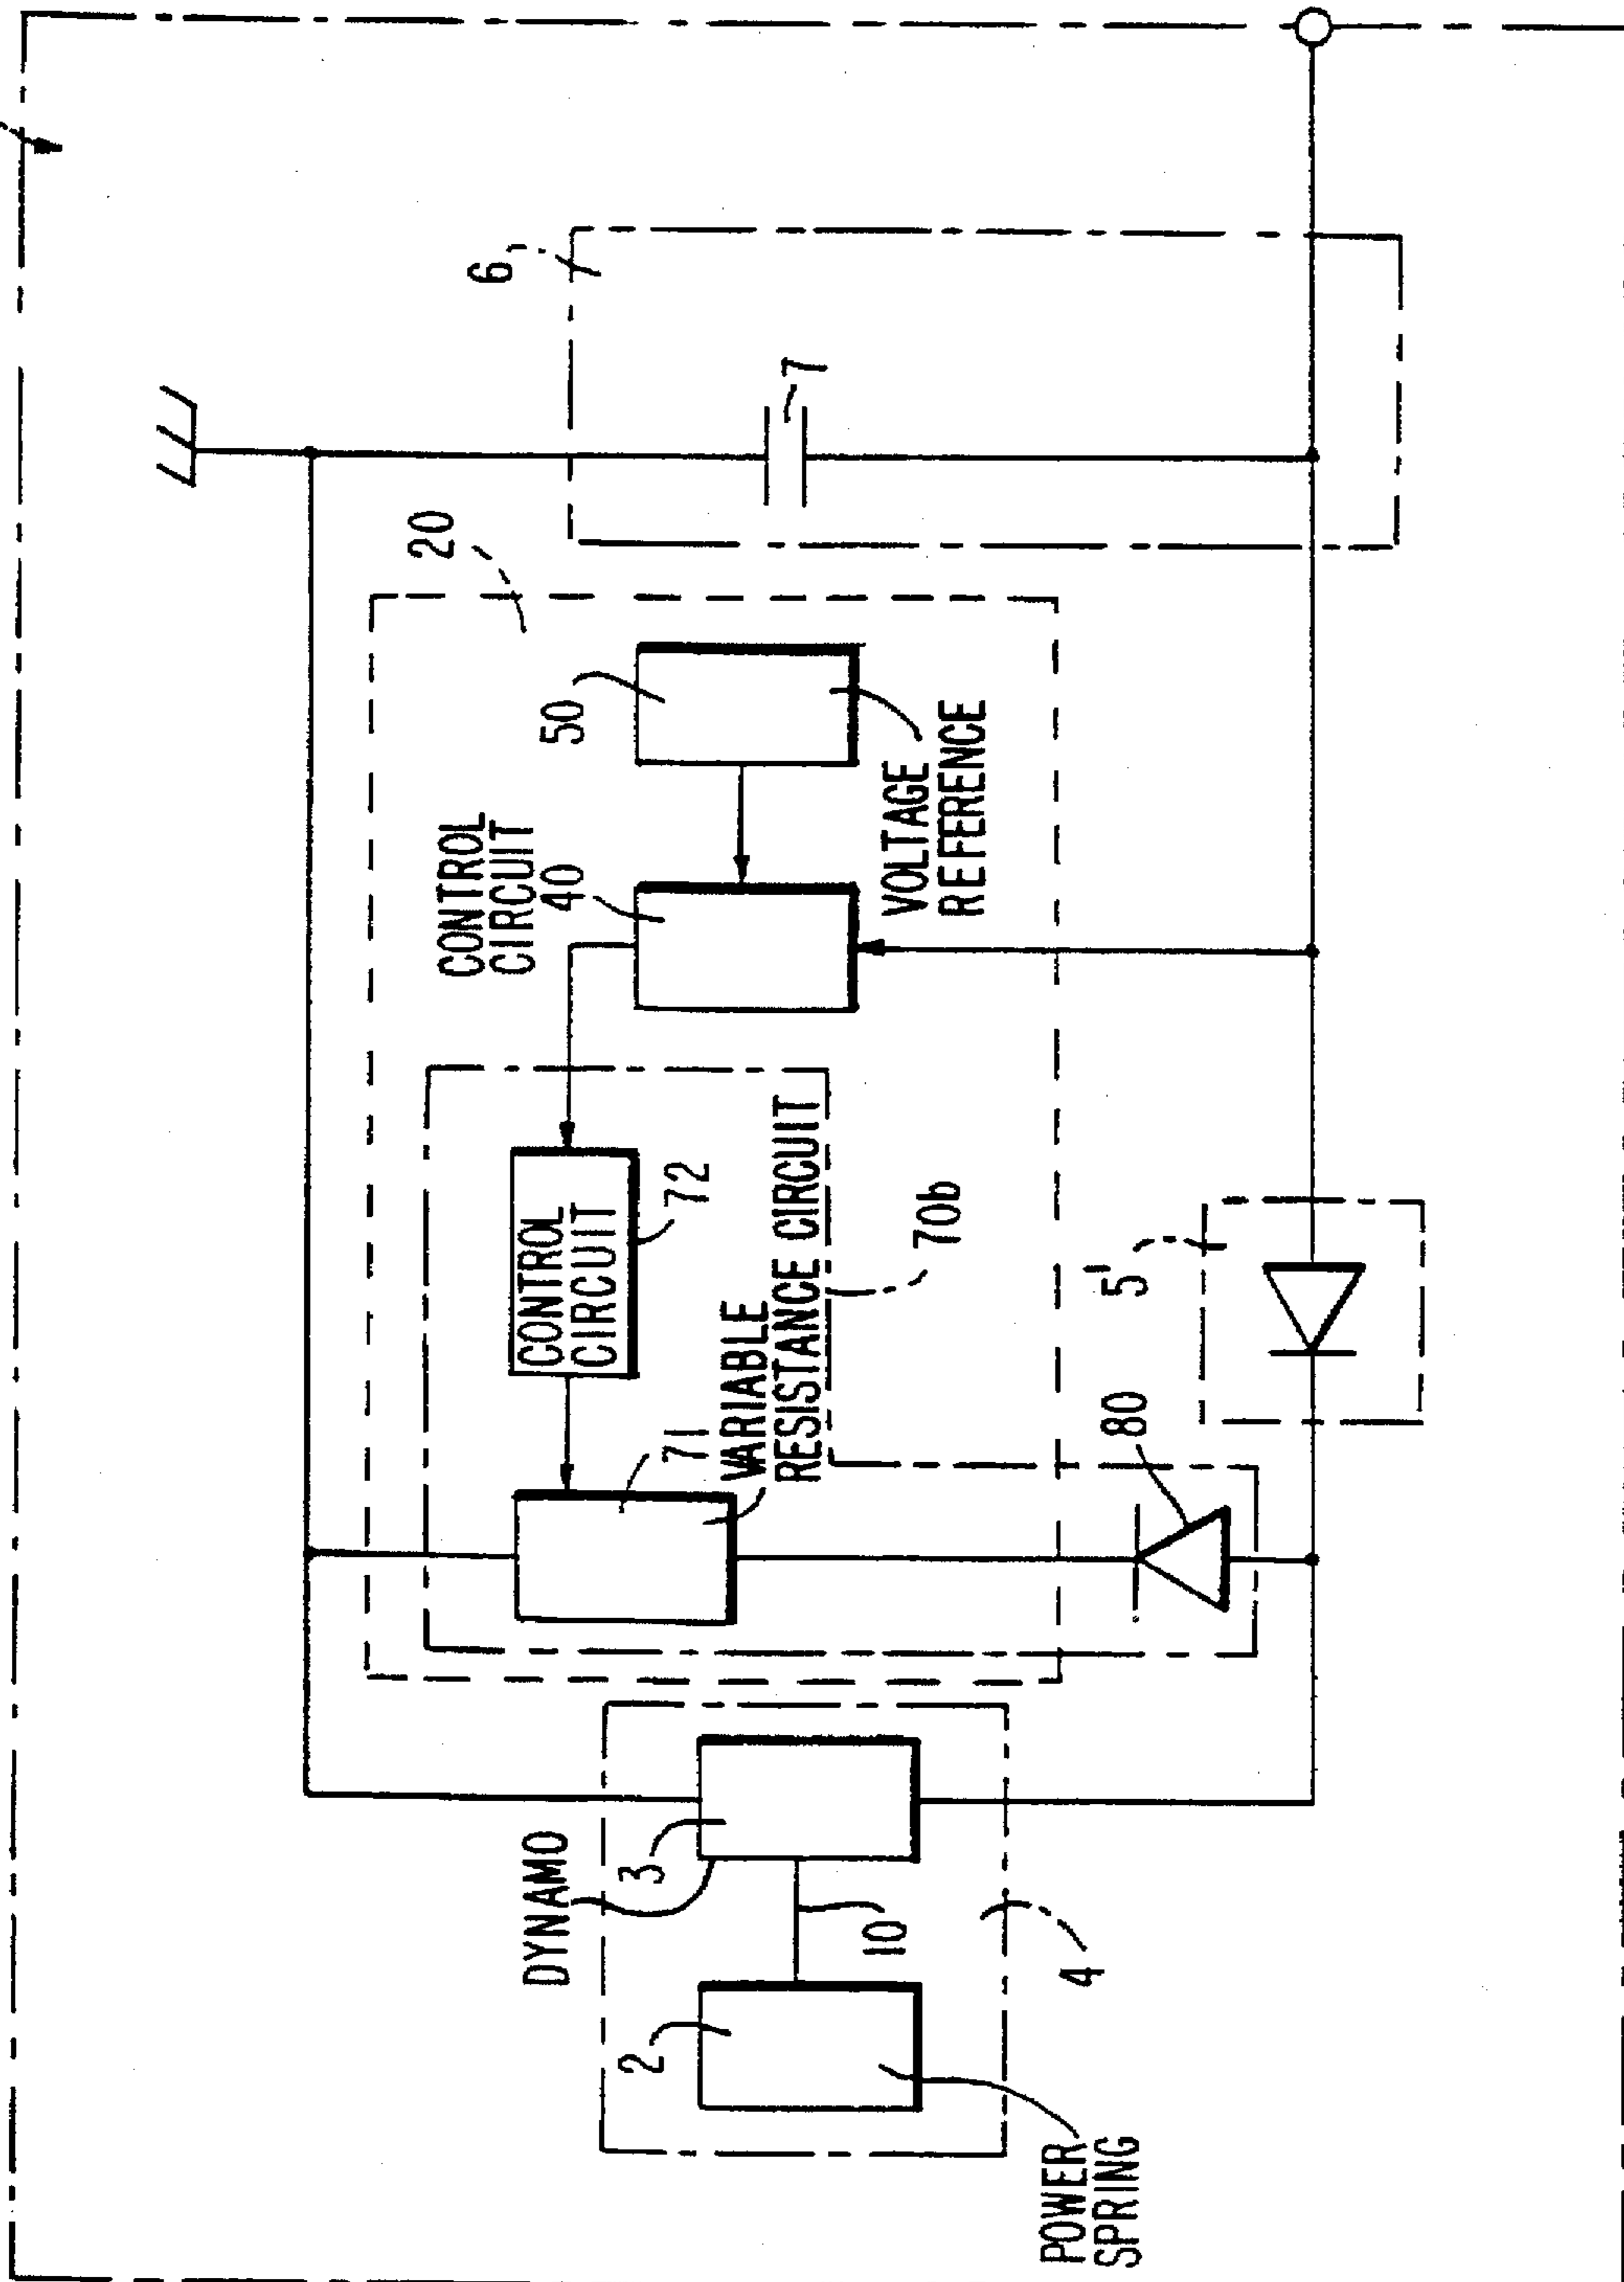 6
7
20
50
VOLTAGE
REFERENCE
CONTROL
CIRCUIT
40
CONTROL
CIRCUIT
72
71
VARIABLE
RESISTANCE CIRCUIT
70b
5'
80
DYNAMO
3
10
2
4
POWER
SPRING